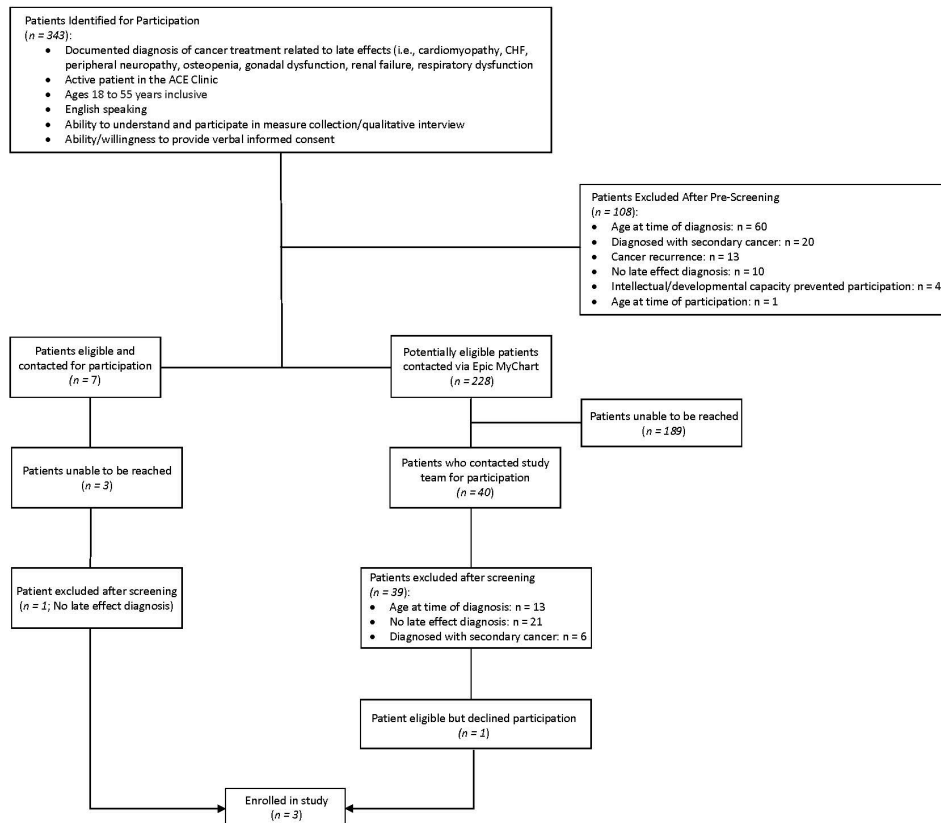 Patients Identified for Participation
(n = 343):
• Documented diagnosis of cancer treatment related to late effects (i.e., cardiomyopathy, CHF,
peripheral neuropathy, osteopenia, gonadal dysfunction, renal failure, respiratory dysfunction
• Active patient in the ACE Clinic
• Ages 18 to 55 years inclusive
• English speaking
• Ability to understand and participate in measure collection/qualitative interview
• Ability/willingness to provide verbal informed consent
Patients Excluded After Pre-Screening
(n = 108):
• Age at time of diagnosis: n = 60
• Diagnosed with secondary cancer: n = 20
• Cancer recurrence: n = 13
• No late effect diagnosis: n = 10
• Intellectual/developmental capacity prevented participation: n = 4
• Age at time of participation: n = 1
Patients eligible and
contacted for participation
(n = 7)
Potentially eligible patients
contacted via Epic MyChart
(n = 228)
Patients unable to be reached
(n = 189)
Patients unable to be reached
(n = 3)
Patients who contacted study
team for participation
(n = 40)
Patient excluded after screening
(n = 1; No late effect diagnosis)
Patients excluded after screening
(n = 39):
• Age at time of diagnosis: n = 13
• No late effect diagnosis: n = 21
• Diagnosed with secondary cancer: n = 6
Patient eligible but declined participation
(n = 1)
Enrolled in study
(n = 3)